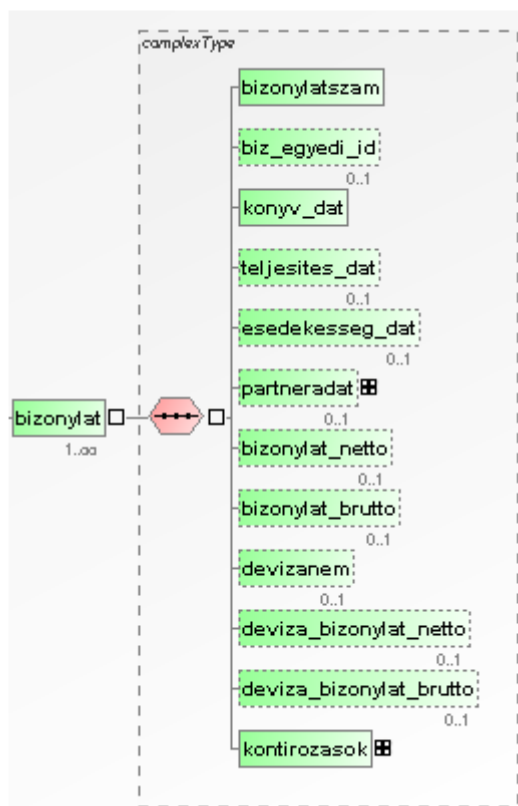 complexType
bizonylatszam
biz_egyedi_id
0..1
konyv_dat
teljesites_dat
0..1
esedekesseg_dat
0..1
partneradat
0..1
bizonylat
1..∞
bizonylat_netto
0..1
bizonylat_brutto
0..1
devizanem
0..1
deviza_bizonylat_netto
0..1
deviza_bizonylat_brutto
0..1
kontirozasok